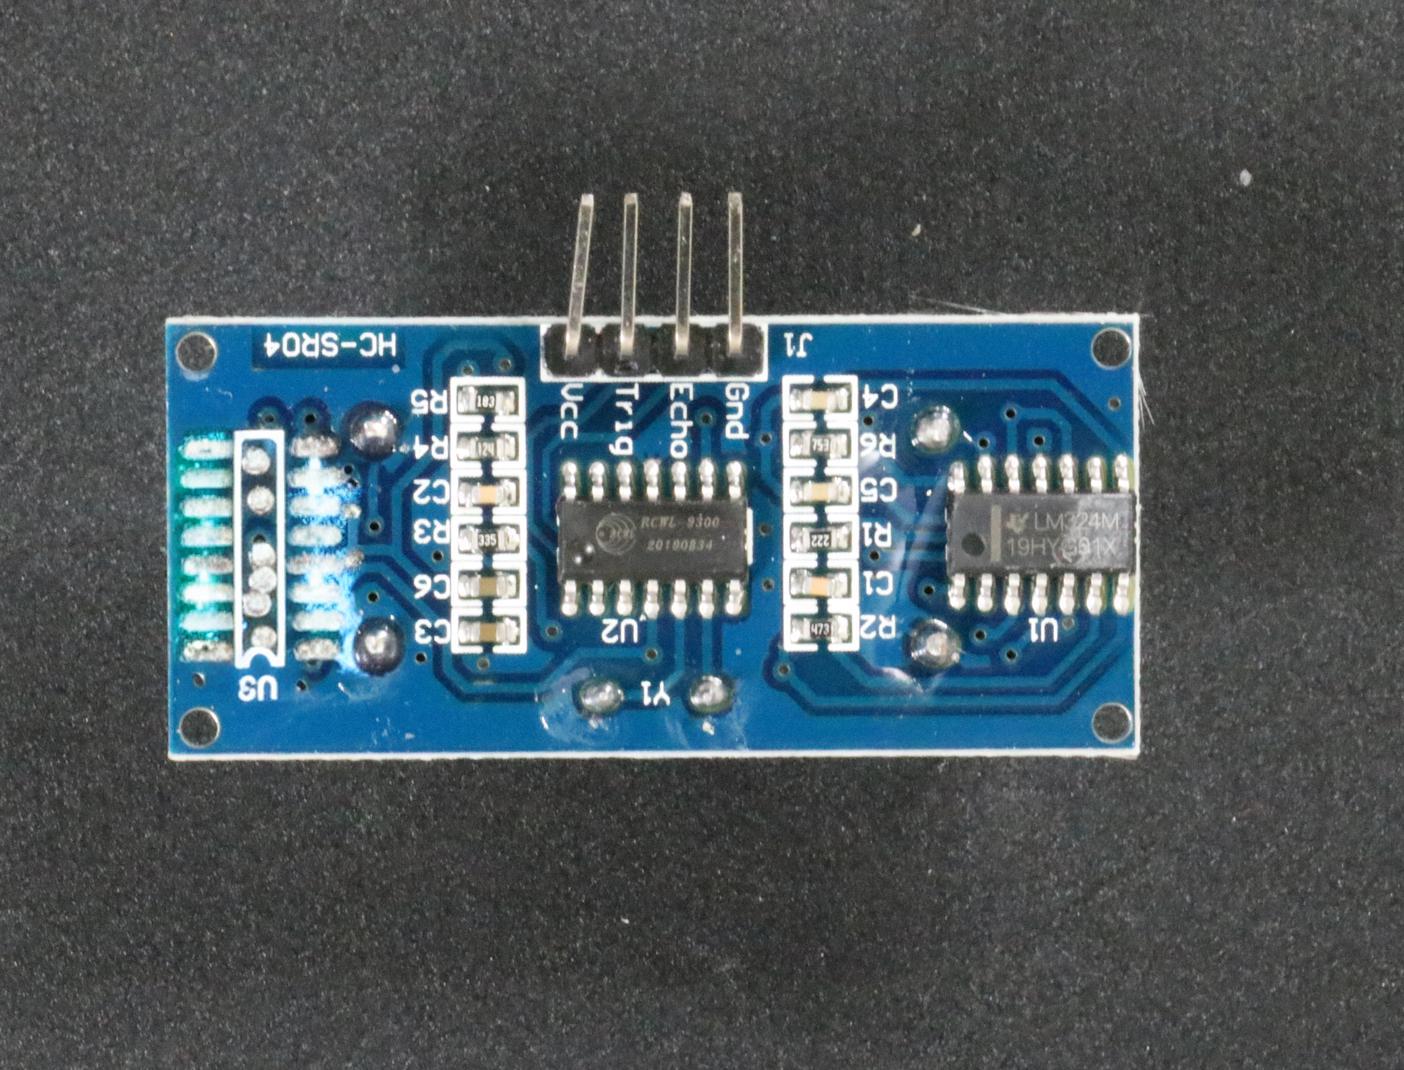 HC-SR04
J1
Vcc
Trig
Echo
Gnd
R5
103
R4
124
C2
R3
335
C6
C3
C4
R6
753
C5
R1
222
C1
R2
473
RCWL 9300
20180834
U2
LM324M
U1
U3
Y1